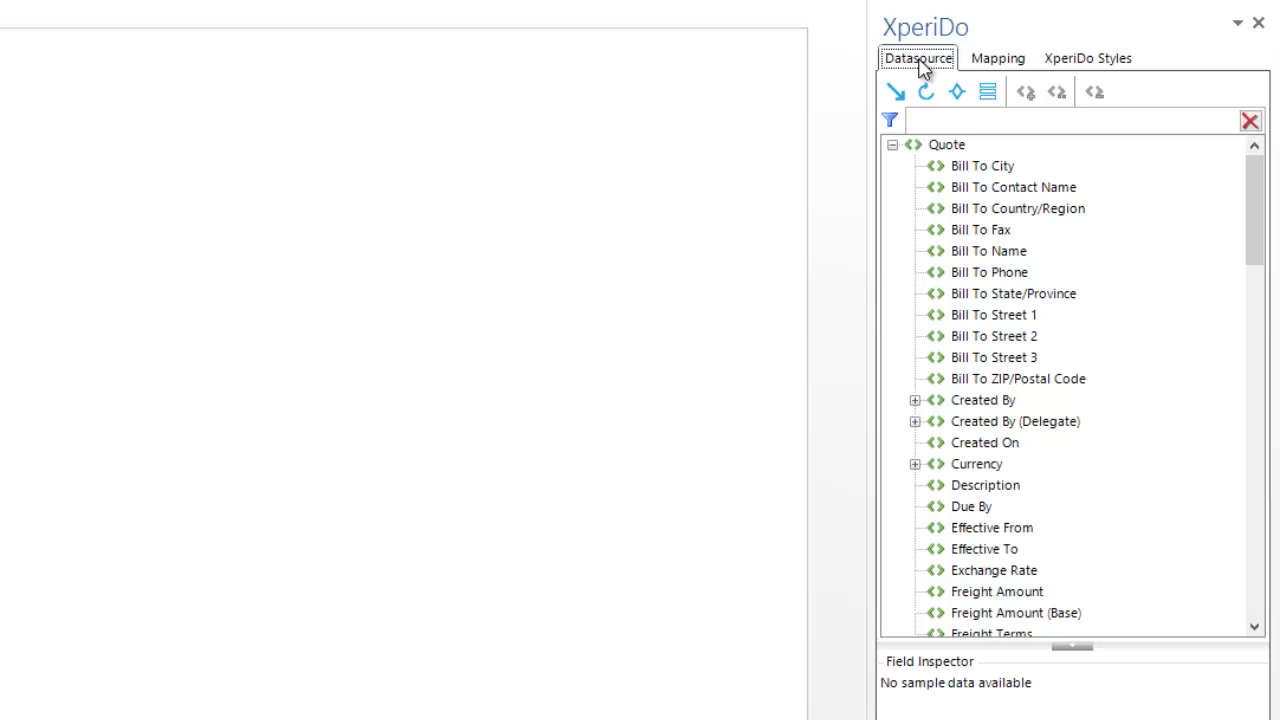 XperiDo
Datasource Mapping XperiDo Styles
Quote
Bill To City
Bill To Contact Name
Bill To Country/Region
Bill To Fax
Bill To Name
Bill To Phone
Bill To State/Province
Bill To Street 1
Bill To Street 2
Bill To Street 3
Bill To ZIP/Postal Code
Created By
Created By (Delegate)
Created On
Currency
Description
Due By
Effective From
Effective To
Exchange Rate
Freight Amount
Freight Amount (Base)
Freight Terms
Field Inspector
No sample data available